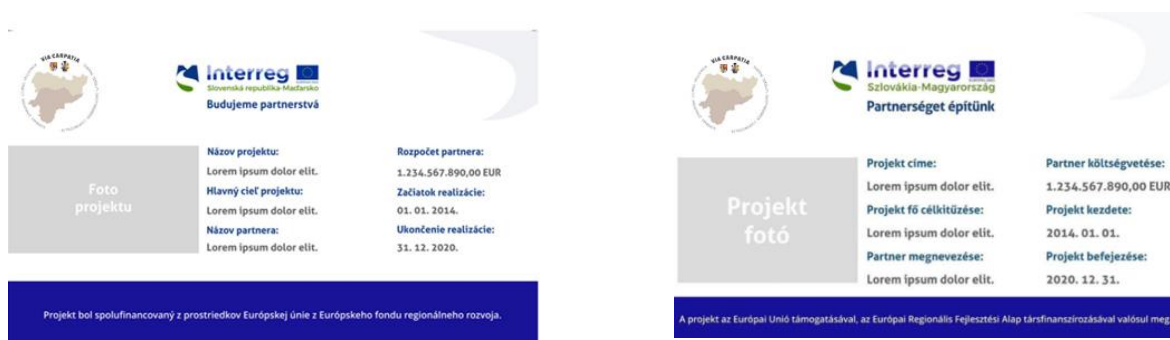 VIA CARPATIA
Interreg
Slovenská republika-Maďarsko
Budujeme partnerstvá
Názov projektu:
Lorem ipsum dolor elit.
Hlavný cieľ projektu:
Lorem ipsum dolor elit.
Názov partnera:
Lorem ipsum dolor elit.
Rozpočet partnera:
1.234.567.890,00 EUR
Začiatok realizácie:
01. 01. 2014.
Ukončenie realizácie:
31. 12. 2020.
Foto
projektu
Projekt bol spolufinancovaný z prostriedkov Európskej únie z Európskeho fondu regionálneho rozvoja.
VIA CARPATIA
Interreg
Szlovákia-Magyarország
Partnerséget építünk
Projekt címe:
Lorem ipsum dolor elit.
Projekt fő célkitűzése:
Lorem ipsum dolor elit.
Partner megnevezése:
Lorem ipsum dolor elit.
Partner költségvetése:
1.234.567.890,00 EUR
Projekt kezdete:
2014. 01. 01.
Projekt befejezése:
2020. 12. 31.
Projekt
fotó
A projekt az Európai Unió támogatásával, az Európai Regionális Fejlesztési Alap társfinanszírozásával valósul meg